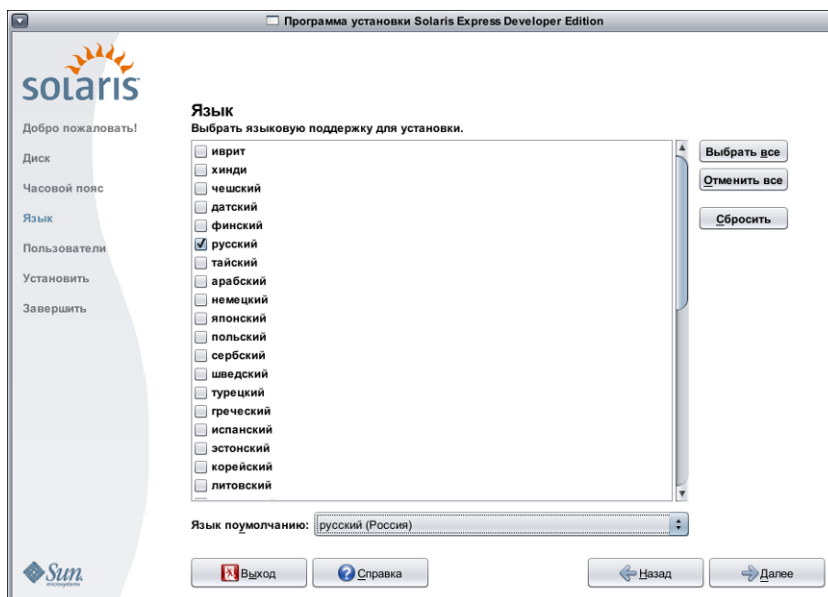 Программа установки Solaris Express Developer Edition
solaris
Добро пожаловать!
Диск
Часовой пояс
Язык
Пользователи
Установить
Завершить
Язык
Выбрать языковую поддержку для установки.
иврит
хинди
чешский
датский
финский
русский
тайский
арабский
немецкий
японский
польский
сербский
шведский
турецкий
греческий
испанский
эстонский
корейский
литовский
Выбрать все
Отменить все
Сбросить
Язык поумолчанию: русский (Россия)
Sun
microsystems
Выход
Справка
Назад
Далее